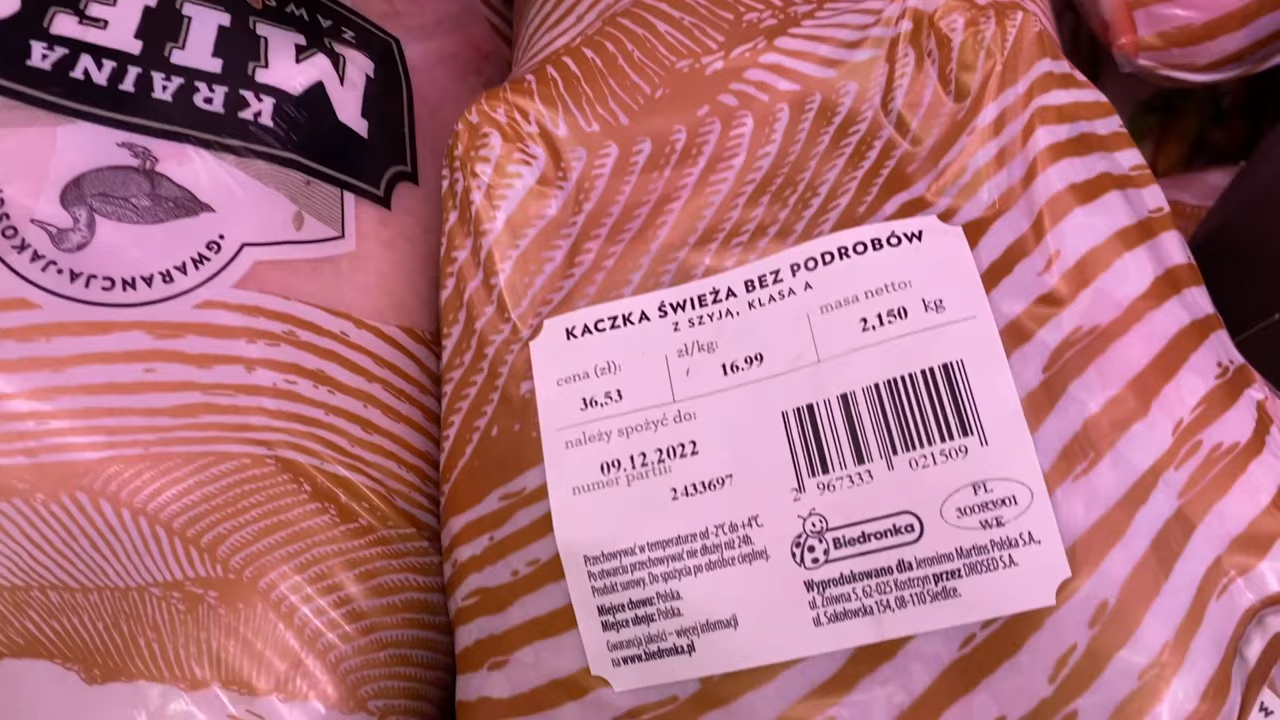 KRAINA
MIĘ
ZAWS
•GWARANCJA•JAKOŚCI
KACZKA ŚWIEŻA BEZ PODROBÓW
Z SZYJĄ, KLASA A
cena (zł):
36,53
zł/kg:
16.99
masa netto:
2,150 kg
należy spożyć do:
09.12.2022
numer partii:
2433697
2 967333 021509
Przechowywać w temperaturze od -2°C do +4°C.
Po otwarciu przechowywać nie dłużej niż 24h.
Produkt surowy. Do spożycia po obróbce cieplnej.
Miejsce chowu: Polska.
Miejsce uboju: Polska.
Gwarancja jakości – więcej informacji
na www.biedronka.pl
PL
30083901
WE
Biedronka
Wyprodukowano dla Jeronimo Martins Polska S.A.,
ul. Żniwna 5, 62-025 Kostrzyn przez DROSED S.A.
ul. Sokołowska 154, 08-110 Siedlce.